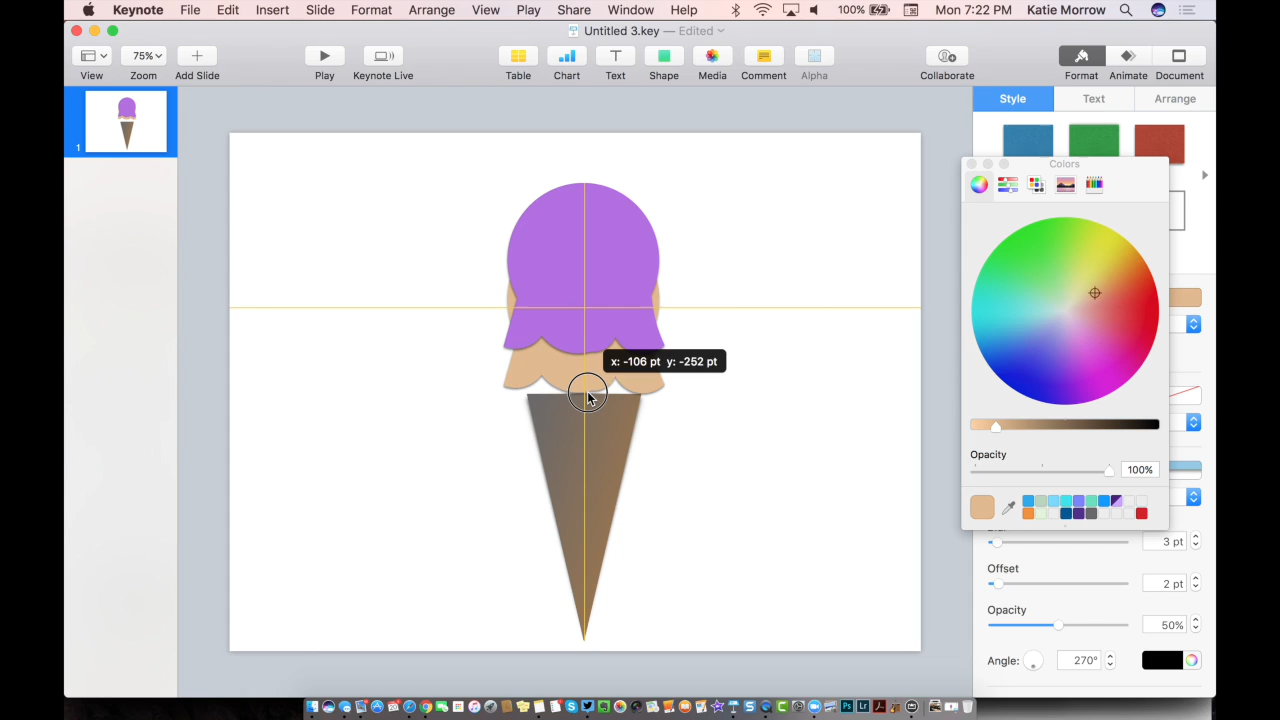 Keynote File Edit Insert Slide Format Arrange View Play Share Window Help 100% Mon 7:22 PM Katie Morrow
Untitled 3.key — Edited
75%
View Zoom Add Slide Play Keynote Live Table Chart Text Shape Media Comment Alpha Collaborate Format Animate Document
Style Text Arrange
1
Colors
x: -106 pt y: -252 pt
Opacity
100%
3 pt
Offset
2 pt
Opacity
50%
Angle: 270°